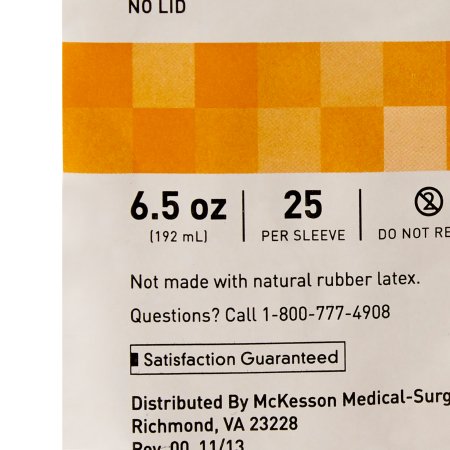 NO LID
6.5 oz
(192 mL)
25
PER SLEEVE
DO NOT RE
Not made with natural rubber latex.
Questions? Call 1-800-777-4908
Satisfaction Guaranteed
Distributed By McKesson Medical-Surg
Richmond, VA 23228
Rev. 00 11/13